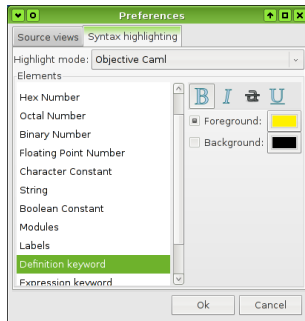 Preferences
Source views
Syntax highlighting
Highlight mode: Objective Caml
Elements
Hex Number
Octal Number
Binary Number
Floating Point Number
Character Constant
String
Boolean Constant
Modules
Labels
Definition keyword
Expression keyword
B I a U
Foreground:
Background:
Ok
Cancel